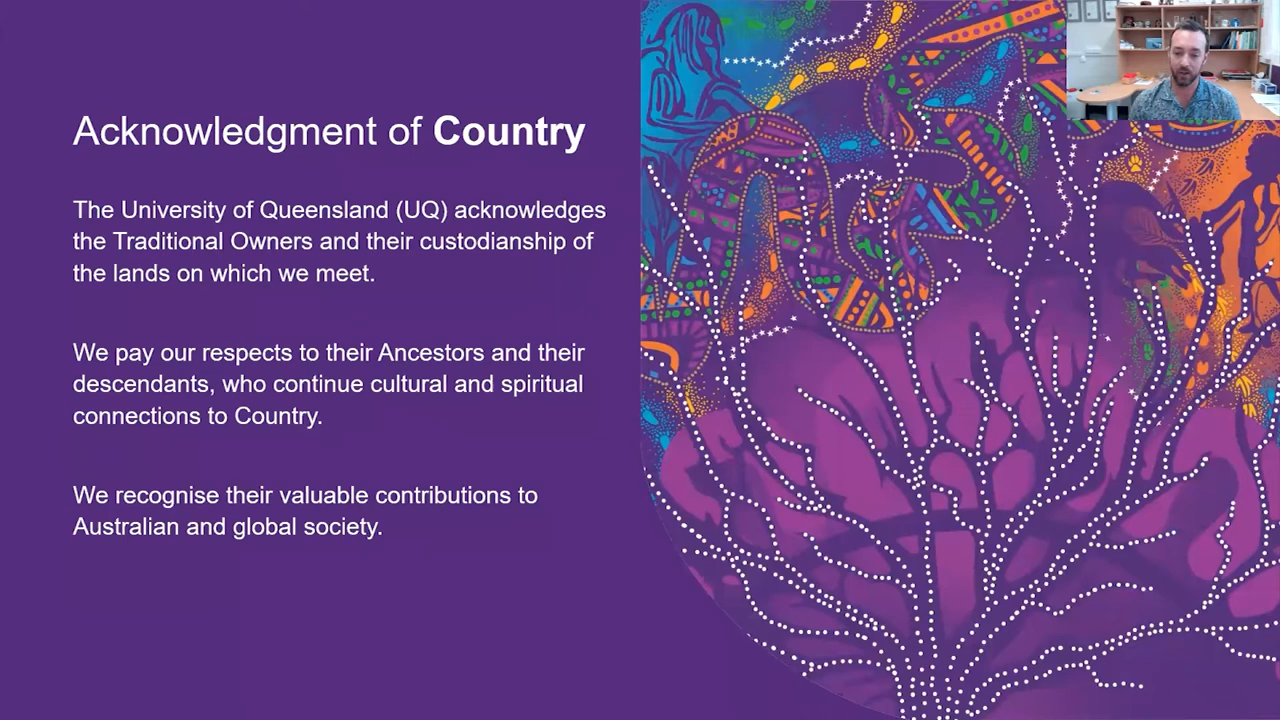 Acknowledgment of Country
The University of Queensland (UQ) acknowledges
the Traditional Owners and their custodianship of
the lands on which we meet.
We pay our respects to their Ancestors and their
descendants, who continue cultural and spiritual
connections to Country.
We recognise their valuable contributions to
Australian and global society.